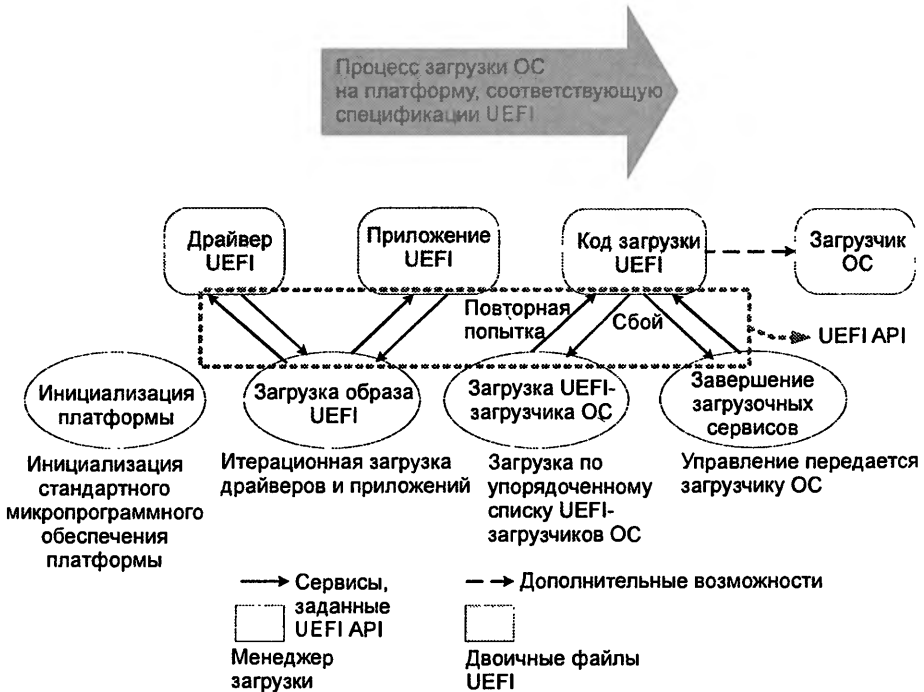 Процесс загрузки ОС
на платформу, соответствующую
спецификации UEFI
Драйвер
UEFI
Приложение
UEFI
Код загрузки
UEFI
Загрузчик
ОС
Повторная
попытка
Сбой
UEFI API
Инициализация
платформы
Загрузка образа
UEFI
Загрузка UEFI-
загрузчика ОС
Завершение
загрузочных
сервисов
Инициализация
стандартного
микропрограммного
обеспечения
платформы
Итерационная загрузка
драйверов и приложений
Загрузка по
упорядоченному
списку UEFI-
загрузчиков ОС
Управление передается
загрузчику ОС
Сервисы,
заданные
UEFI API
Дополнительные возможности
Менеджер
загрузки
Двоичные файлы
UEFI